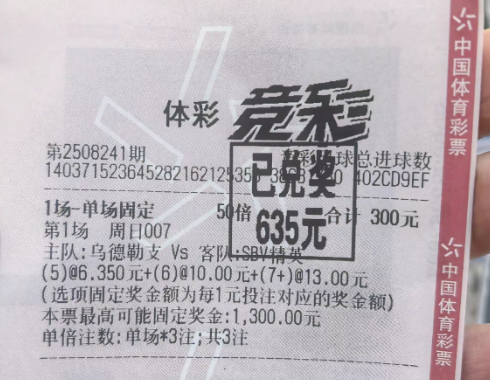 体彩 竞彩
第2508241期 球总进球数
14037152364528216212535 402CD9EF
已兑奖
635元
1场-单场固定 50倍 合计 300元
第1场 周日007
主队:乌德勒支 Vs 客队:SBV精英
(5)@6.350元+(6)@10.00元+(7+)@13.00元
(选项固定奖金额为每1元投注对应的奖金额)
本票最高可能固定奖金:1,300.00元
单倍注数:单场*3注;共3注
中国体育彩票
中国体育彩票